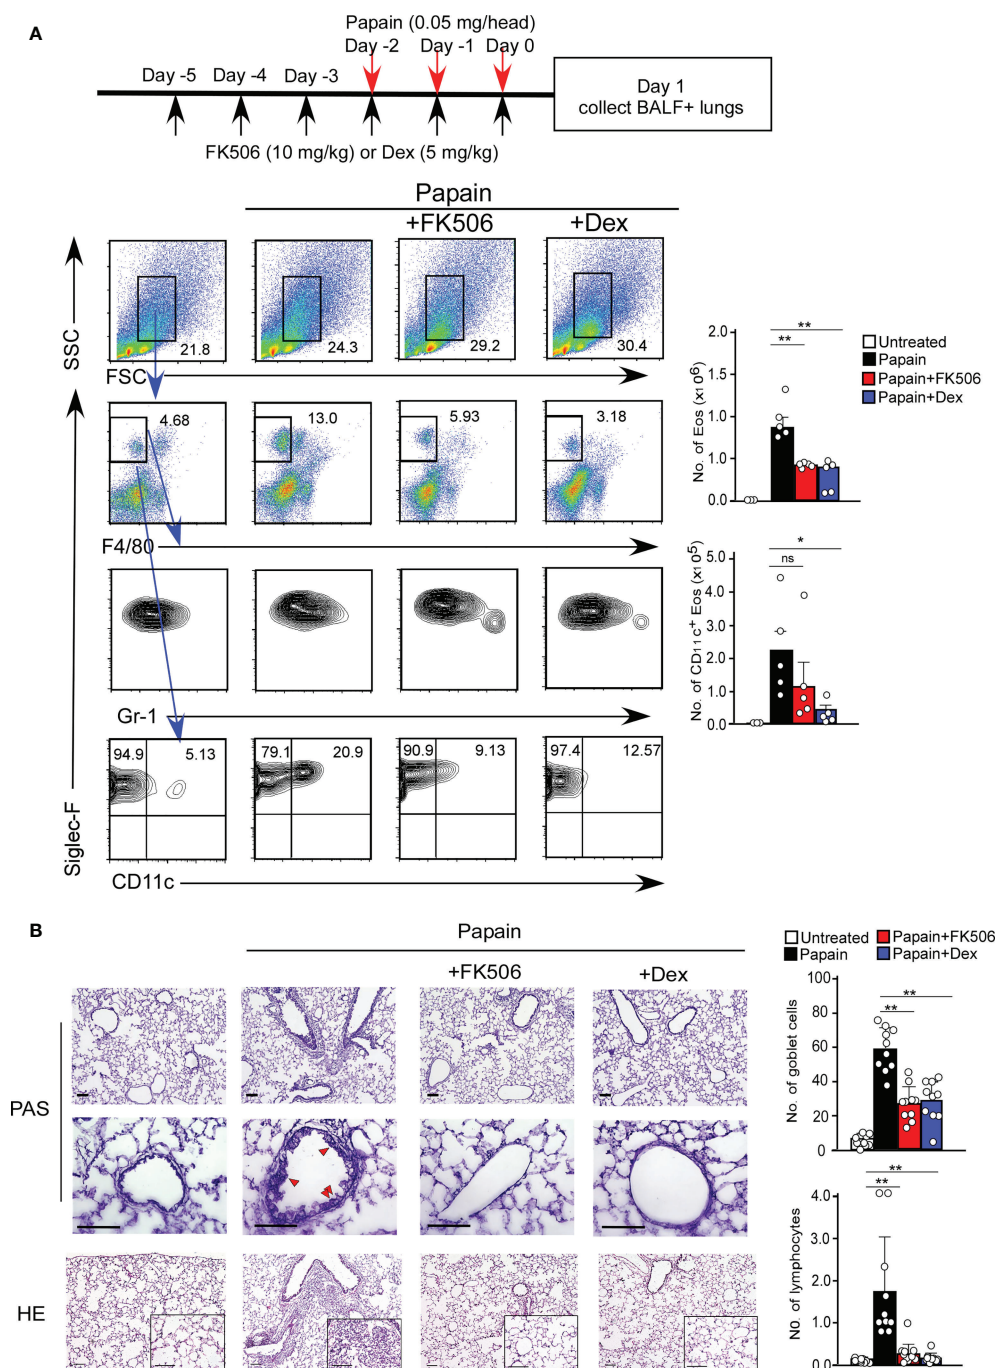 A
Papain (0.05 mg/head)
Day -2 Day -1 Day 0
Day -5 Day -4 Day -3
Day 1
collect BALF+ lungs
FK506 (10 mg/kg) or Dex (5 mg/kg)
Papain
+FK506 +Dex
SSC
21.8 24.3 29.2 30.4
FSC
4.68 13.0 5.93 3.18
F4/80
Gr-1
94.9 5.13 79.1 20.9 90.9 9.13 97.4 12.57
Siglec-F
CD11c
Untreated
Papain
Papain+FK506
Papain+Dex
No. of Eos (x10⁶)
2.0
1.5
1.0
1.0
0.0
**
**
No. of CD11c⁺ Eos (x10⁵)
5.0
4.0
3.0
2.0
1.0
0.0
*
ns
B
Papain
+FK506 +Dex
PAS
HE
Untreated Papain+FK506
Papain Papain+Dex
No. of goblet cells
100
80
60
40
20
0
**
**
N0. of lymphocytes
4.0
3.0
2.0
1.0
0.0
**
**